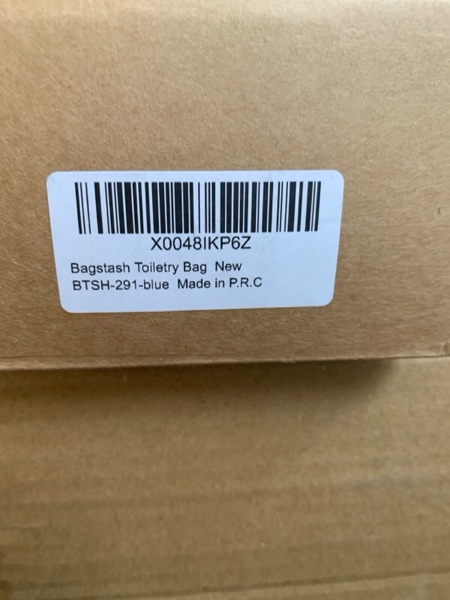 X0048IKP6Z
Bagstash Toiletry Bag New
BTSH-291-blue Made in P.R.C